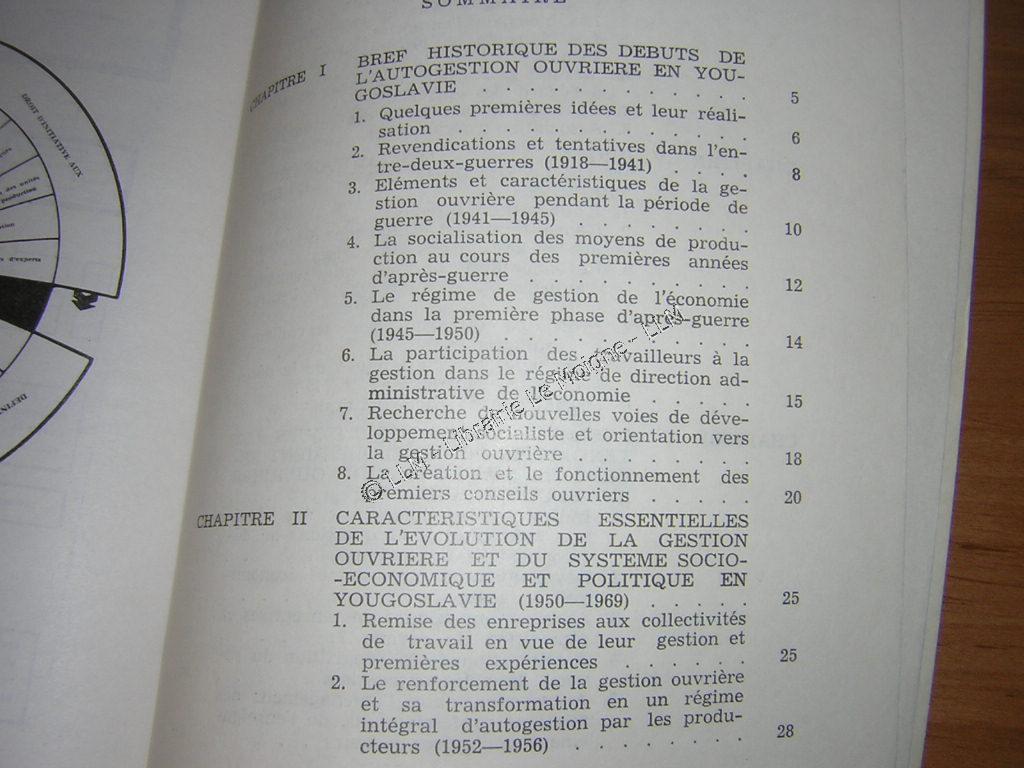 SOMMAIRE
CHAPITRE I BREF HISTORIQUE DES DEBUTS DE
L'AUTOGESTION OUVRIERE EN YOU-
GOSLAVIE . . . . . . . . . . . . 5
1. Quelques premières idées et leur réali-
sation . . . . . . . . . . . . . 6
2. Revendications et tentatives dans l'en-
tre-deux-guerres (1918—1941) . . . . 8
3. Eléments et caractéristiques de la ge-
stion ouvrière pendant la période de
guerre (1941—1945) . . . . . . . . 10
4. La socialisation des moyens de produ-
ction au cours des premières années
d'après-guerre . . . . . . . . . . 12
5. Le régime de gestion de l'économie
dans la première phase d'après-guerre
(1945—1950) . . . . . . . . . . . 14
6. La participation des travailleurs à la
gestion dans le régime de direction ad-
ministrative de l'économie . . . . . 15
7. Recherche de nouvelles voies de déve-
loppement socialiste et orientation vers
la gestion ouvrière . . . . . . . . 18
8. La création et le fonctionnement des
premiers conseils ouvriers . . . . . 20
CHAPITRE II CARACTERISTIQUES ESSENTIELLES
DE L'EVOLUTION DE LA GESTION
OUVRIERE ET DU SYSTEME SOCIO-
-ECONOMIQUE ET POLITIQUE EN
YOUGOSLAVIE (1950—1969) . . . . . 25
1. Remise des enreprises aux collectivités
de travail en vue de leur gestion et
premières expériences . . . . . . 25
2. Le renforcement de la gestion ouvrière
et sa transformation en un régime
intégral d'autogestion par les produ-
cteurs (1952—1956) . . . . . . . . 28
DROIT D'INITIATIVE AUX
des unités
production
d'experts
© LLM - Librairie Le Moigne - LLM